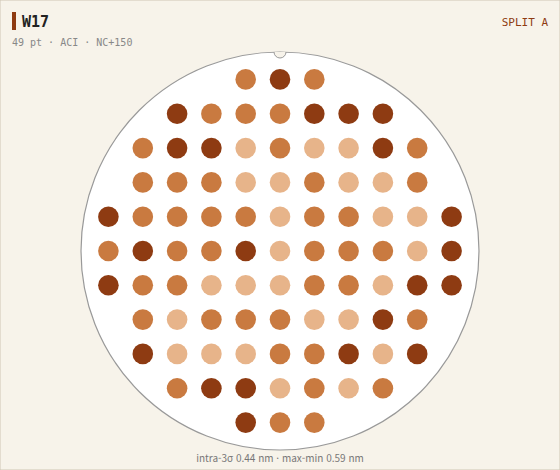 W17
SPLIT A
49 pt · ACI · NC+150
intra-3σ 0.44 nm · max-min 0.59 nm